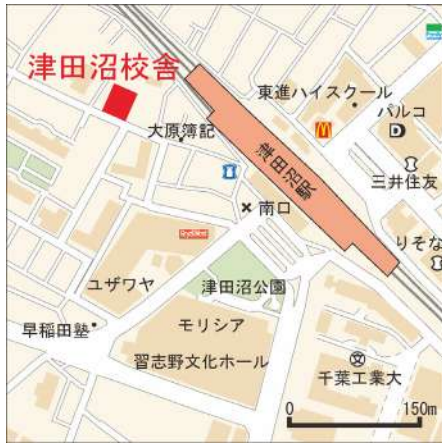 津田沼校舎
東進ハイスクール
パルコ
大原簿記
三井住友
津田沼駅
南口
りそな
ユザワヤ
津田沼公園
早稲田塾
モリシア
習志野文化ホール
文
千葉工業大
0 150m